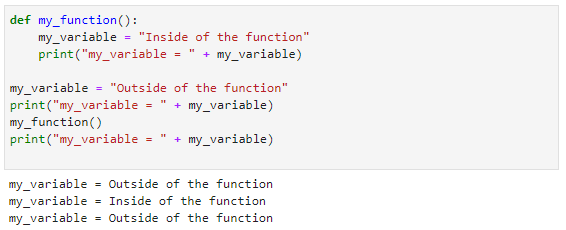 def my_function():
    my_variable = "Inside of the function"
    print("my_variable = " + my_variable)

my_variable = "Outside of the function"
print("my_variable = " + my_variable)
my_function()
print("my_variable = " + my_variable)

my_variable = Outside of the function
my_variable = Inside of the function
my_variable = Outside of the function